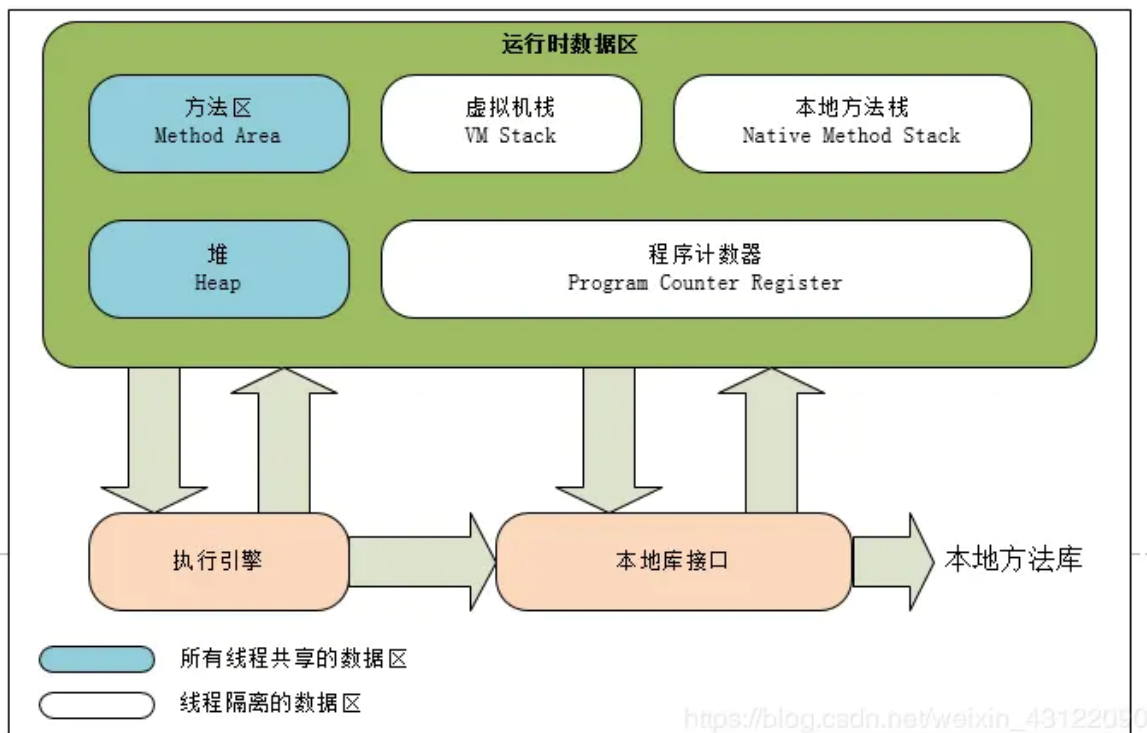 运行时数据区
方法区
Method Area
虚拟机栈
VM Stack
本地方法栈
Native Method Stack
堆
Heap
程序计数器
Program Counter Register
执行引擎
本地库接口
本地方法库
所有线程共享的数据区
线程隔离的数据区
https://blog.csdn.net/weixin_43122090